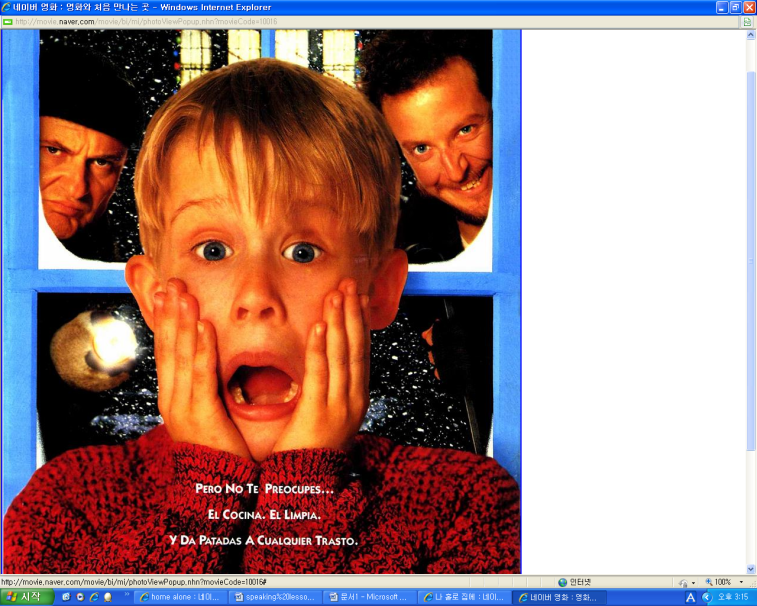 네이버 영화 : 영화와 처음 만나는 곳 - Windows Internet Explorer
http://movie.naver.com/movie/bi/mi/photoViewPopup.nhn?movieCode=10016
PERO NO TE PREOCUPES...
EL COCINA. EL LIMPIA.
Y DA PATADAS A CUALQUIER TRASTO.
http://movie.naver.com/movie/bi/mi/photoViewPopup.nhn?movieCode=10016#
인터넷
100%
시작
home alone : 네이...
speaking%20lesso...
문서1 - Microsoft ...
나 홀로 집에 : 네이...
네이버 영화 : 영화...
A
오후 3:15